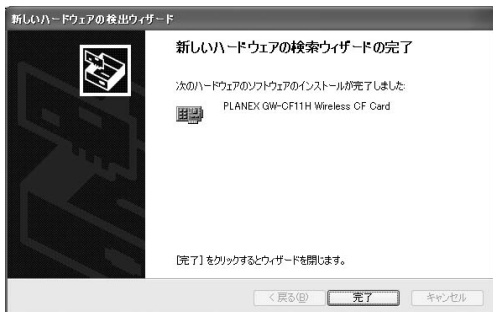 新しいハードウェアの検出ウィザード
新しいハードウェアの検索ウィザードの完了
次のハードウェアのソフトウェアのインストールが完了しました:
PLANEX GW-CF11H Wireless CF Card
[完了] をクリックするとウィザードを閉じます。
< 戻る(B) 完了 キャンセル